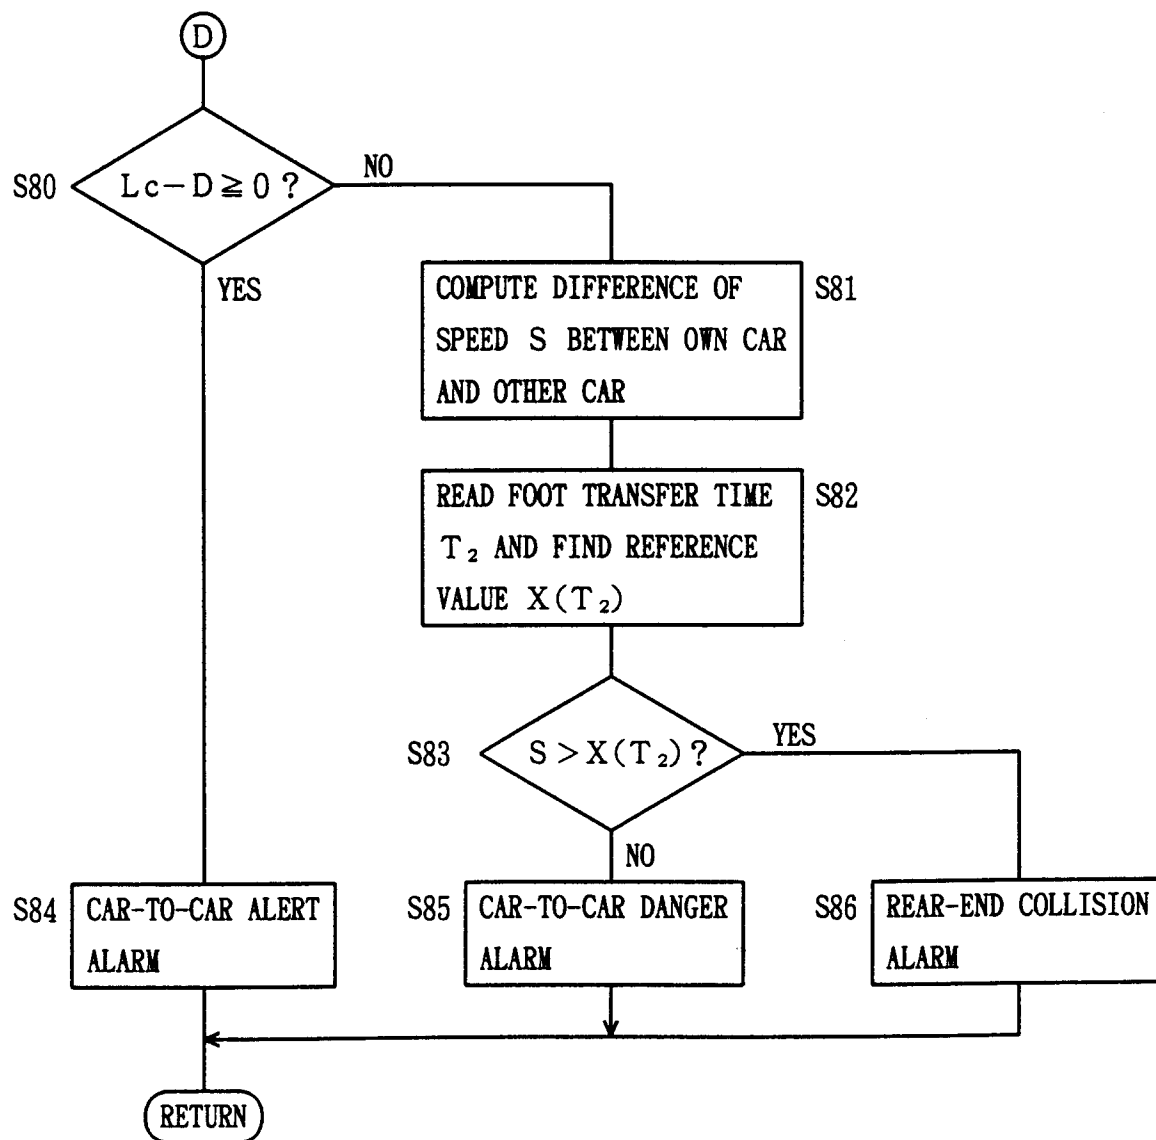 D
S80
Lc-D≧0?
NO
YES
COMPUTE DIFFERENCE OF
SPEED S BETWEEN OWN CAR
AND OTHER CAR
S81
READ FOOT TRANSFER TIME
T₂ AND FIND REFERENCE
VALUE X(T₂)
S82
S83
S>X(T₂)?
YES
NO
S84
CAR-TO-CAR ALERT
ALARM
S85
CAR-TO-CAR DANGER
ALARM
S86
REAR-END COLLISION
ALARM
RETURN